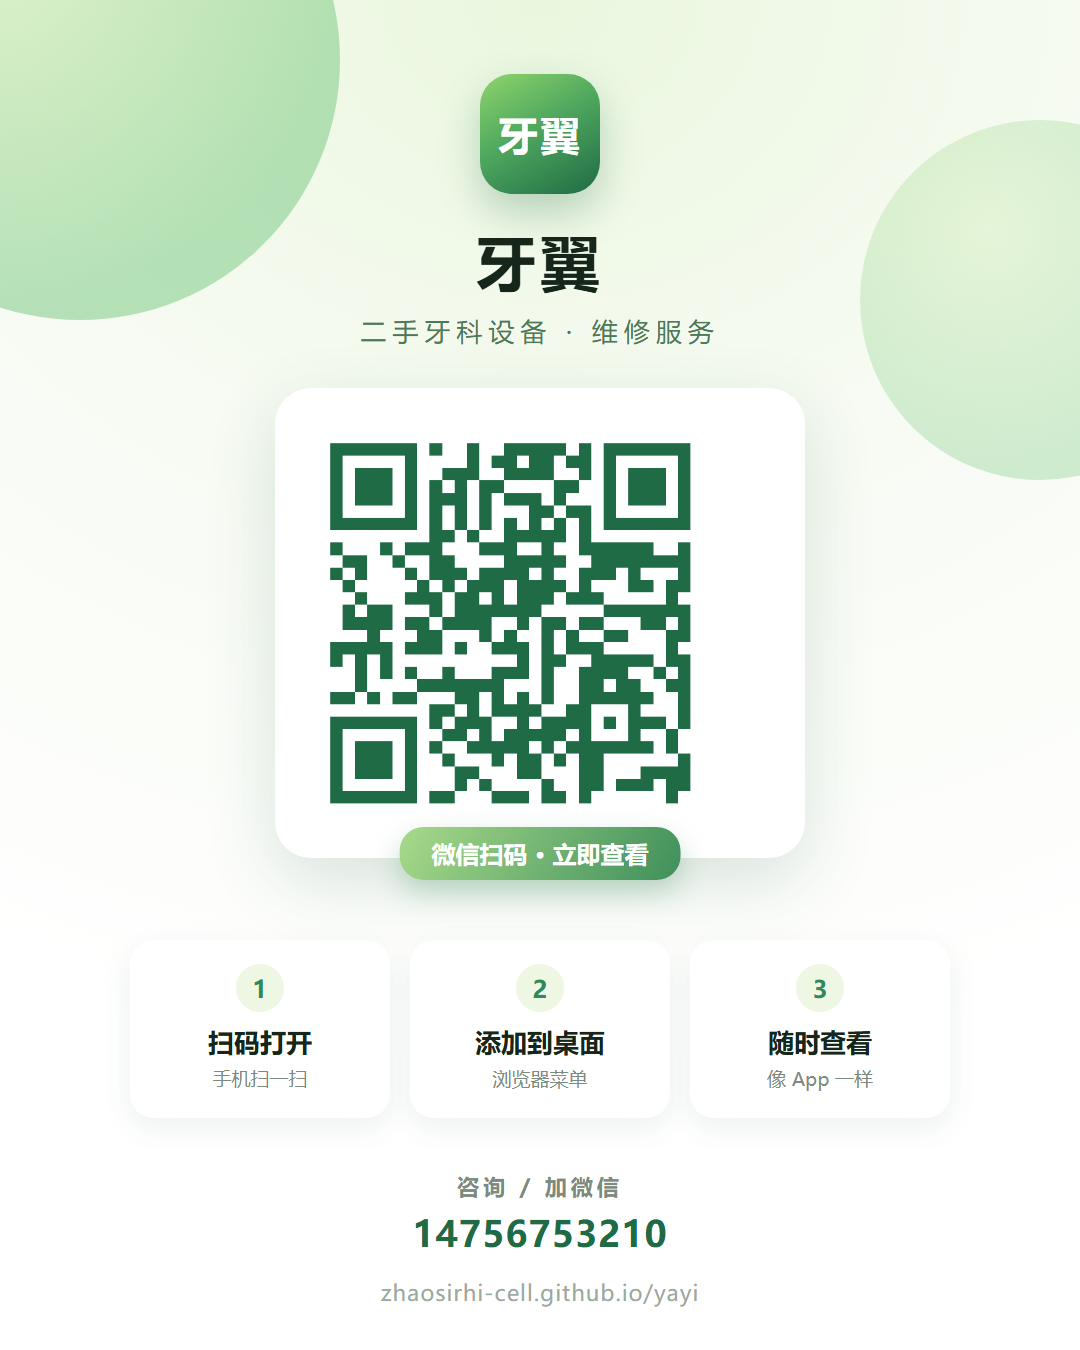 牙翼
牙翼
二手牙科设备 · 维修服务
微信扫码 · 立即查看
1
扫码打开
手机扫一扫
2
添加到桌面
浏览器菜单
3
随时查看
像 App 一样
咨询 / 加微信
14756753210
zhaosirhi-cell.github.io/yayi